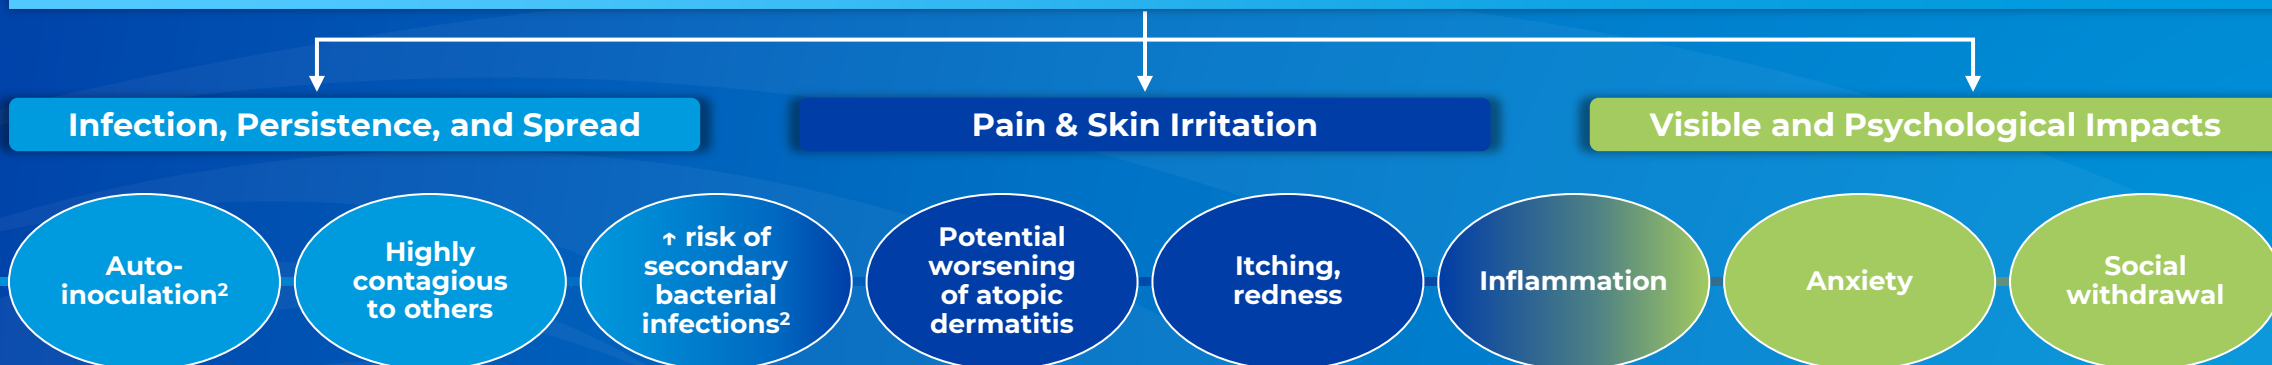 Infection, Persistence, and Spread
Pain & Skin Irritation
Visible and Psychological Impacts
Auto-
inoculation²
Highly
contagious
to others
↑ risk of
secondary
bacterial
infections²
Potential
worsening
of atopic
dermatitis
Itching,
redness
Inflammation
Anxiety
Social
withdrawal